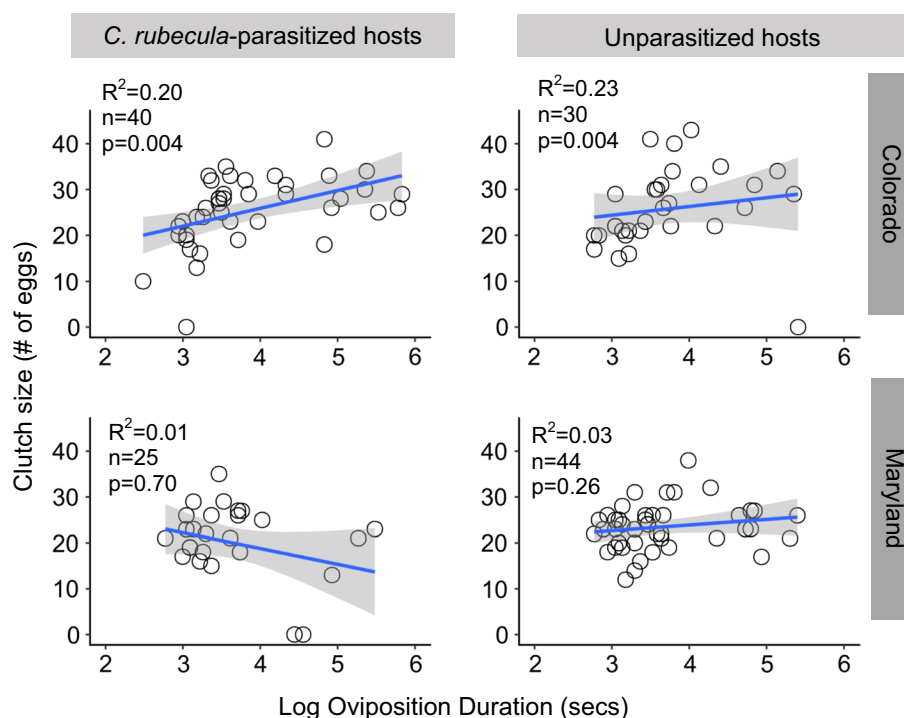 C. rubecula-parasitized hosts
Unparasitized hosts
R²=0.20
n=40
p=0.004
40
30
20
10
0
2 3 4 5 6
R²=0.23
n=30
p=0.004
40
30
20
10
0
2 3 4 5 6
Colorado
Clutch size (# of eggs)
R²=0.01
n=25
p=0.70
40
30
20
10
0
2 3 4 5 6
R²=0.03
n=44
p=0.26
40
30
20
10
0
2 3 4 5 6
Maryland
Log Oviposition Duration (secs)